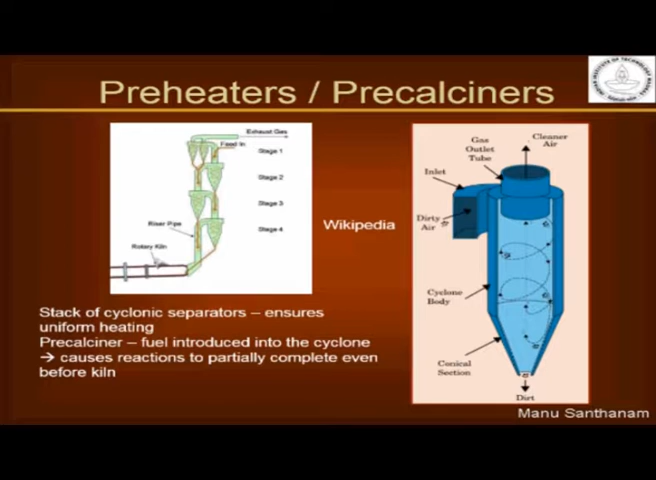 Preheaters / Precalciners
Exhaust Gas
Feed In
Stage 1
Stage 2
Stage 3
Stage 4
Riser Pipe
Rotary Kiln
Wikipedia
Gas
Outlet
Tube
Cleaner
Air
Inlet
Dirty
Air
Cyclone
Body
Conical
Section
Dirt
Stack of cyclonic separators – ensures
uniform heating
Precalciner – fuel introduced into the cyclone
→ causes reactions to partially complete even
before kiln
Manu Santhanam